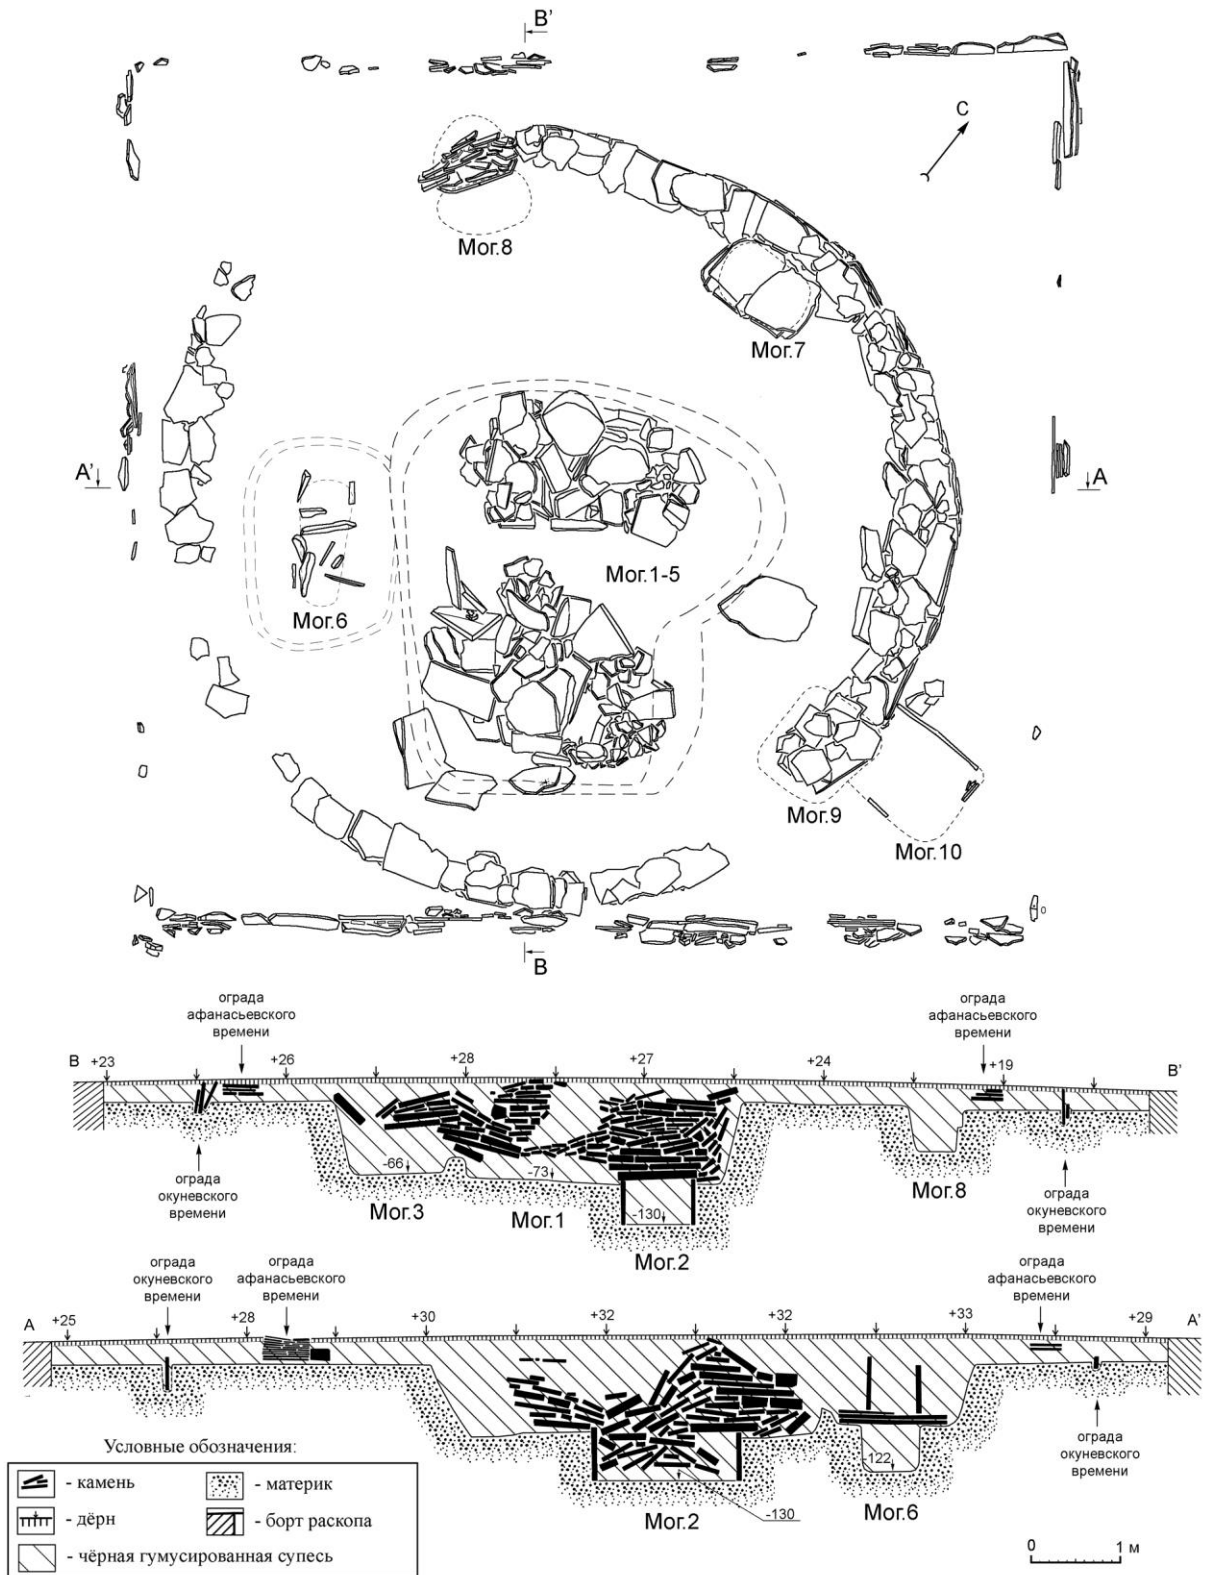 B'
C
Мог.8
Мог.7
A'
A
Мог.1-5
Мог.6
Мог.9
Мог.10
0
B
ограда
афанасьевского
времени
ограда
афанасьевского
времени
B
+23
+26
+28
+27
+24
+19
B'
-66
-73
-130
ограда
окуневского
времени
Мог.3
Мог.1
Мог.2
Мог.8
ограда
окуневского
времени
ограда
окуневского
времени
ограда
афанасьевского
времени
ограда
афанасьевского
времени
A
+25
+28
+30
+32
+32
+33
+29
A'
-122
-130
Мог.2
Мог.6
ограда
окуневского
времени
Условные обозначения:
- камень
- материк
- дёрн
- борт раскопа
- чёрная гумусированная супесь
0 1 м